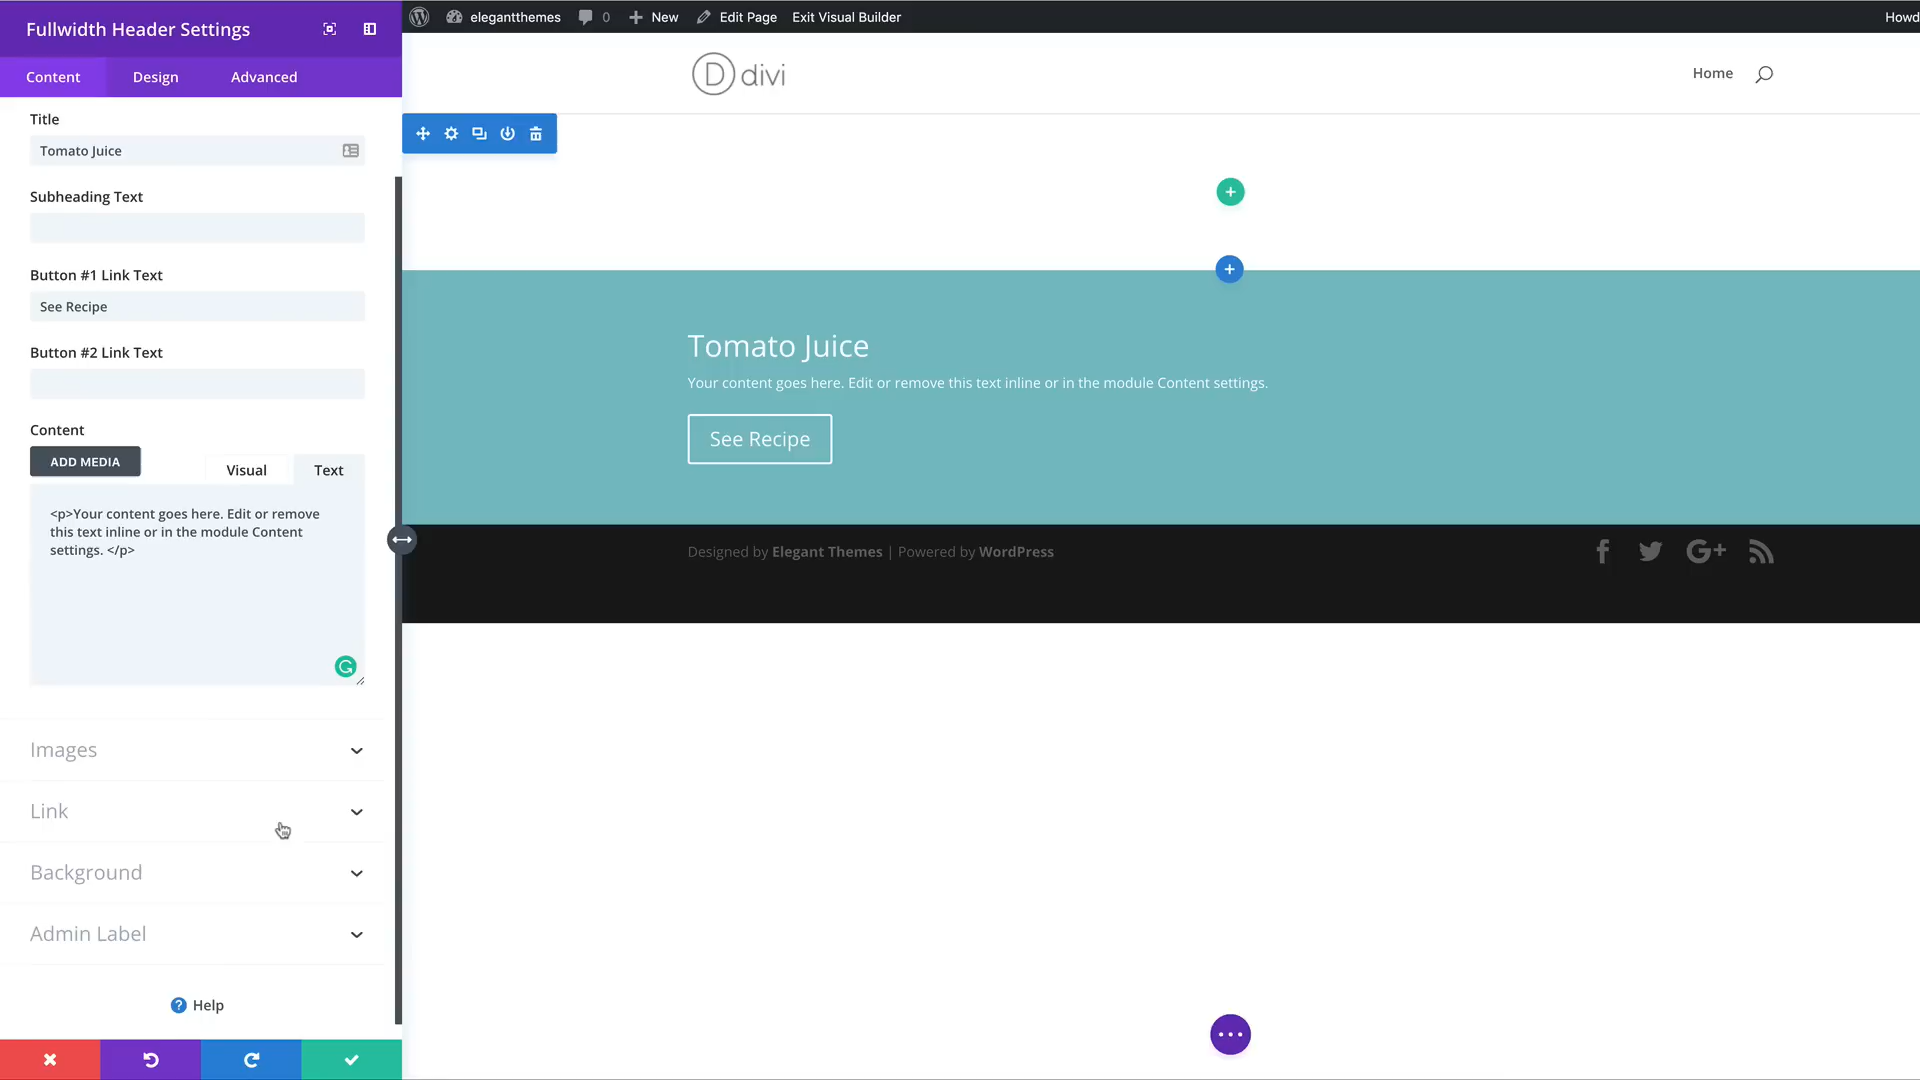 Fullwidth Header Settings
Content
Design
Advanced
Title
Tomato Juice
Subheading Text
Button #1 Link Text
See Recipe
Button #2 Link Text
Content
ADD MEDIA
Visual
Text
<p>Your content goes here. Edit or remove
this text inline or in the module Content
settings. </p>
Images
Link
Background
Admin Label
? Help
elegantthemes
0
New
Edit Page
Exit Visual Builder
Howd
D divi
Home
Tomato Juice
Your content goes here. Edit or remove this text inline or in the module Content settings.
See Recipe
Designed by Elegant Themes | Powered by WordPress